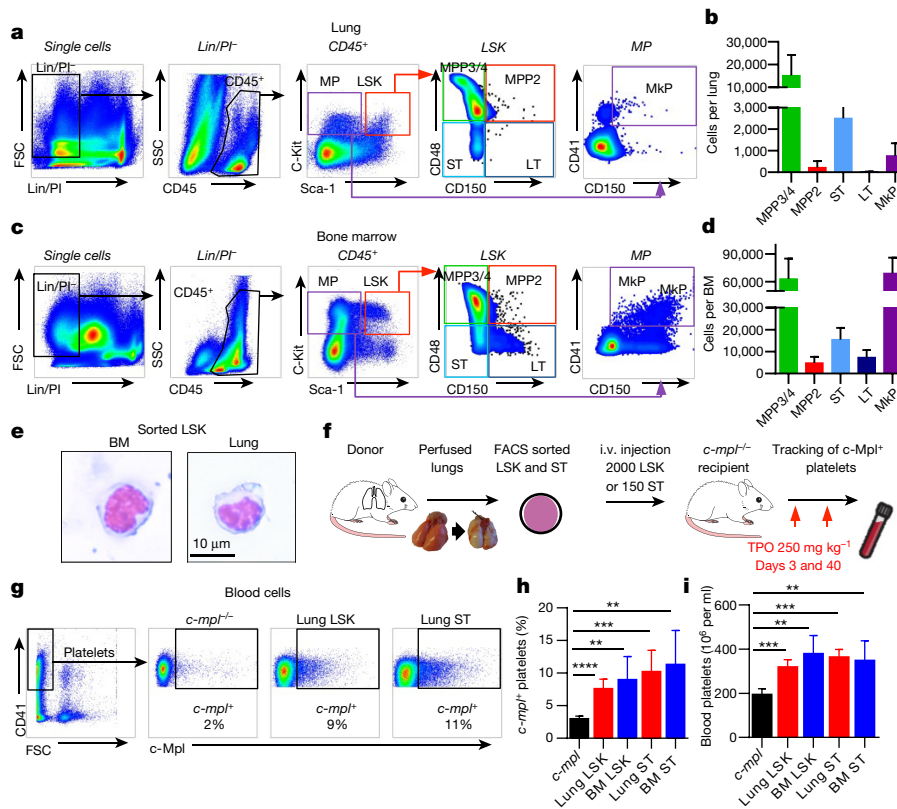 a
Lung
Single cells
Lin/PI⁻
CD45⁺
LSK
MP
Lin/PI⁻
CD45⁺
MP
LSK
MPP3/4
MPP2
ST
LT
MkP
FSC
Lin/PI
SSC
CD45
C-Kit
Sca-1
CD48
CD150
CD41
CD150
b
Cells per lung
30,000
20,000
10,000
3,000
2,000
1,000
0
MPP3/4
MPP2
ST
LT
MkP
c
Bone marrow
Single cells
Lin/PI⁻
CD45⁺
LSK
MP
Lin/PI⁻
CD45⁺
MP
LSK
MPP3/4
MPP2
ST
LT
MkP
MkP
FSC
Lin/PI
SSC
CD45
C-Kit
Sca-1
CD48
CD150
CD41
CD150
d
Cells per BM
90,000
60,000
30,000
20,000
10,000
0
MPP3/4
MPP2
ST
LT
MkP
e
Sorted LSK
BM
Lung
10 μm
f
Donor
Perfused
lungs
FACS sorted
LSK and ST
i.v. injection
2000 LSK
or 150 ST
c-mpl⁻/⁻
recipient
Tracking of c-Mpl⁺
platelets
TPO 250 mg kg⁻¹
Days 3 and 40
g
Blood cells
Platelets
c-mpl⁻/⁻
Lung LSK
Lung ST
c-mpl⁺
2%
c-mpl⁺
9%
c-mpl⁺
11%
CD41
FSC
c-Mpl
h
c-mpl⁺ platelets (%)
20
15
10
5
0
**
***
**
****
c-mpl
Lung LSK
BM LSK
Lung ST
BM ST
i
Blood platelets (10⁶ per ml)
600
400
200
0
**
***
**
***
c-mpl
Lung LSK
BM LSK
Lung ST
BM ST